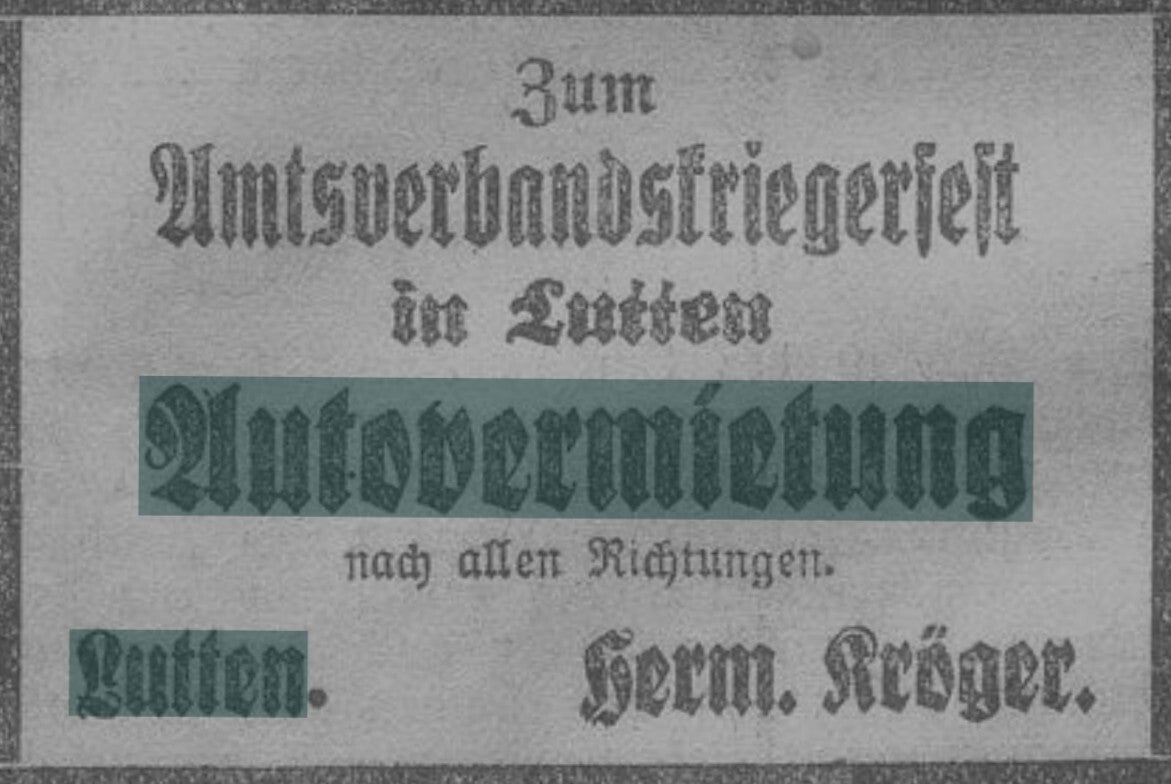 Zum
Amtsverbandskriegerfest
in Lutten
Autovermietung
nach allen Richtungen.
Lutten. Herm. Kröger.